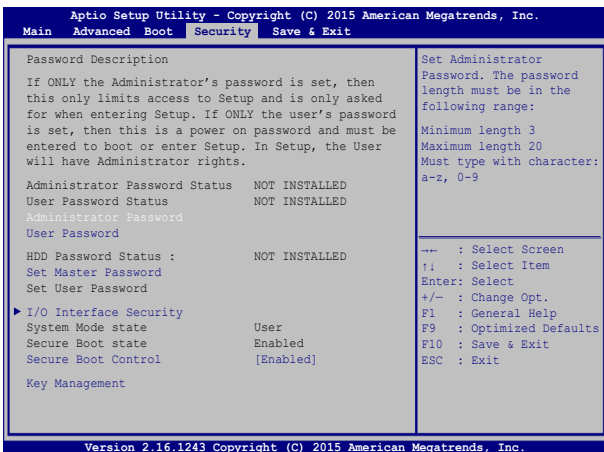 Aptio Setup Utility - Copyright (C) 2015 American Megatrends, Inc.
Main Advanced Boot Security Save & Exit
Password Description
If ONLY the Administrator's password is set, then
this only limits access to Setup and is only asked
for when entering Setup. If ONLY the user's password
is set, then this is a power on password and must be
entered to boot or enter Setup. In Setup, the User
will have Administrator rights.
Administrator Password Status NOT INSTALLED
User Password Status NOT INSTALLED
Administrator Password
User Password
HDD Password Status : NOT INSTALLED
Set Master Password
Set User Password
I/O Interface Security
System Mode state User
Secure Boot state Enabled
Secure Boot Control [Enabled]
Key Management
Set Administrator
Password. The password
length must be in the
following range:
Minimum length 3
Maximum length 20
Must type with character:
a-z, 0-9
→← : Select Screen
↑↓ : Select Item
Enter: Select
+/— : Change Opt.
F1 : General Help
F9 : Optimized Defaults
F10 : Save & Exit
ESC : Exit
Version 2.16.1243 Copyright (C) 2015 American Megatrends, Inc.